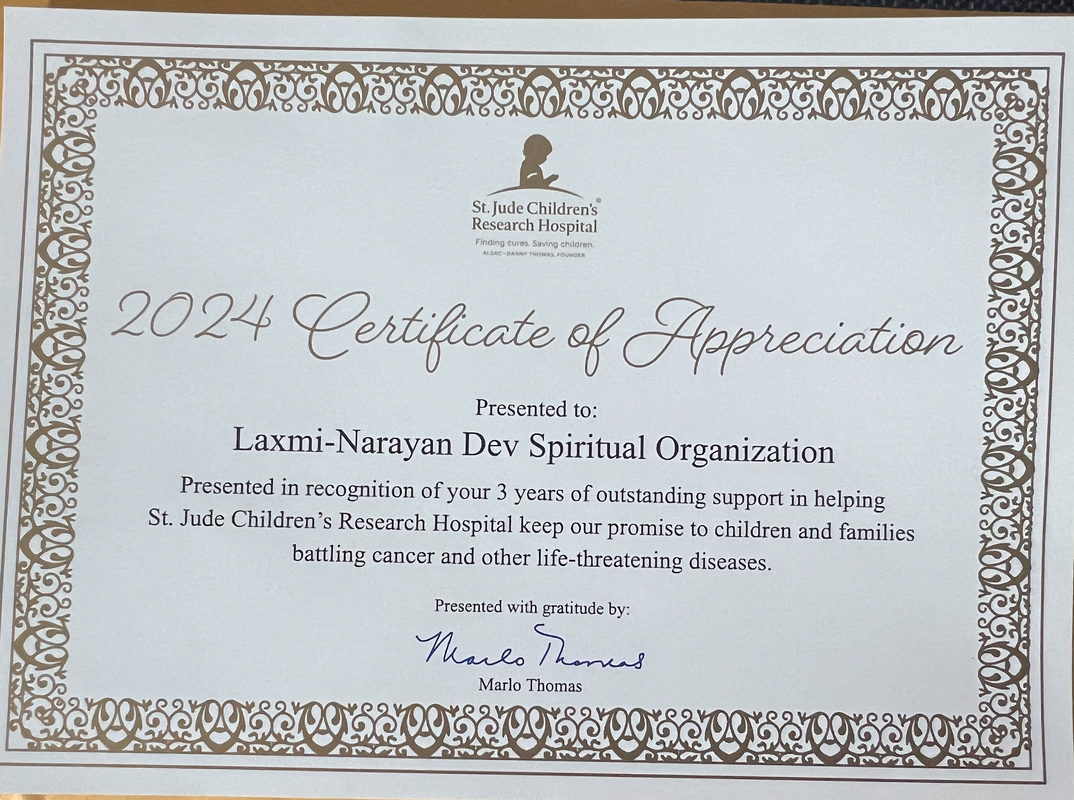 St. Jude Children's®
Research Hospital
Finding cures. Saving children.
ALSAC • DANNY THOMAS, FOUNDER
2024 Certificate of Appreciation
Presented to:
Laxmi-Narayan Dev Spiritual Organization
Presented in recognition of your 3 years of outstanding support in helping
St. Jude Children's Research Hospital keep our promise to children and families
battling cancer and other life-threatening diseases.
Presented with gratitude by:
Marlo Thomas
Marlo Thomas